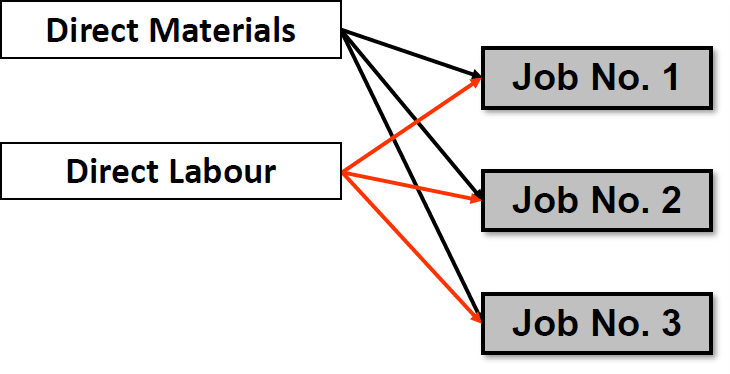 Direct Materials
Job No. 1
Direct Labour
Job No. 2
Job No. 3